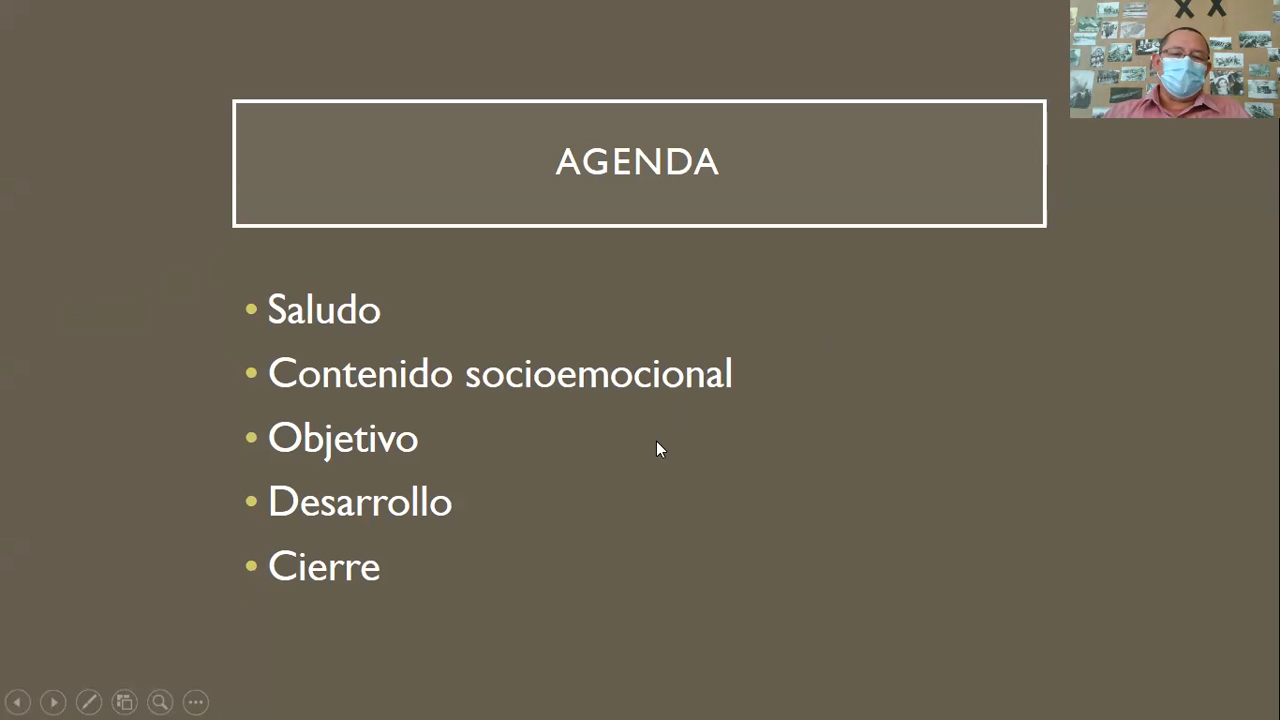 AGENDA
• Saludo
• Contenido socioemocional
• Objetivo
• Desarrollo
• Cierre